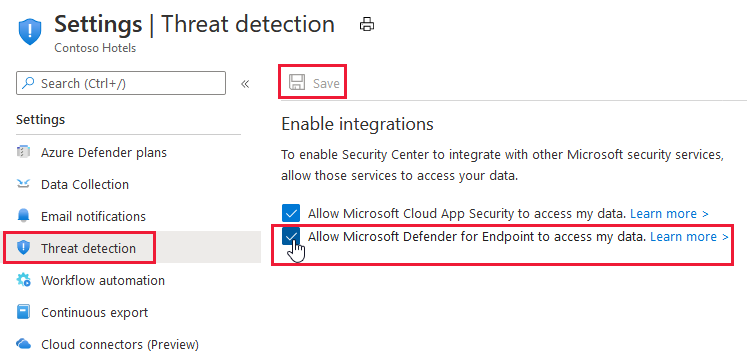 Settings | Threat detection
Contoso Hotels
Search (Ctrl+/)
«
Settings
Azure Defender plans
Data Collection
Email notifications
Threat detection
Workflow automation
Continuous export
Cloud connectors (Preview)
Save
Enable integrations
To enable Security Center to integrate with other Microsoft security services,
allow those services to access your data.
Allow Microsoft Cloud App Security to access my data. Learn more >
Allow Microsoft Defender for Endpoint to access my data. Learn more >